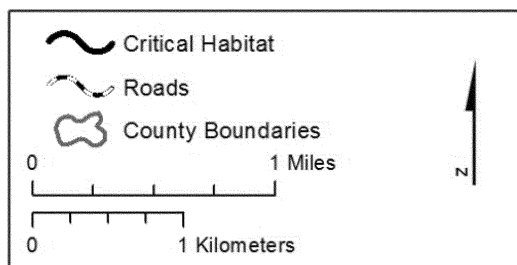 Critical Habitat
Roads
County Boundaries
0 1 Miles
0 1 Kilometers
N